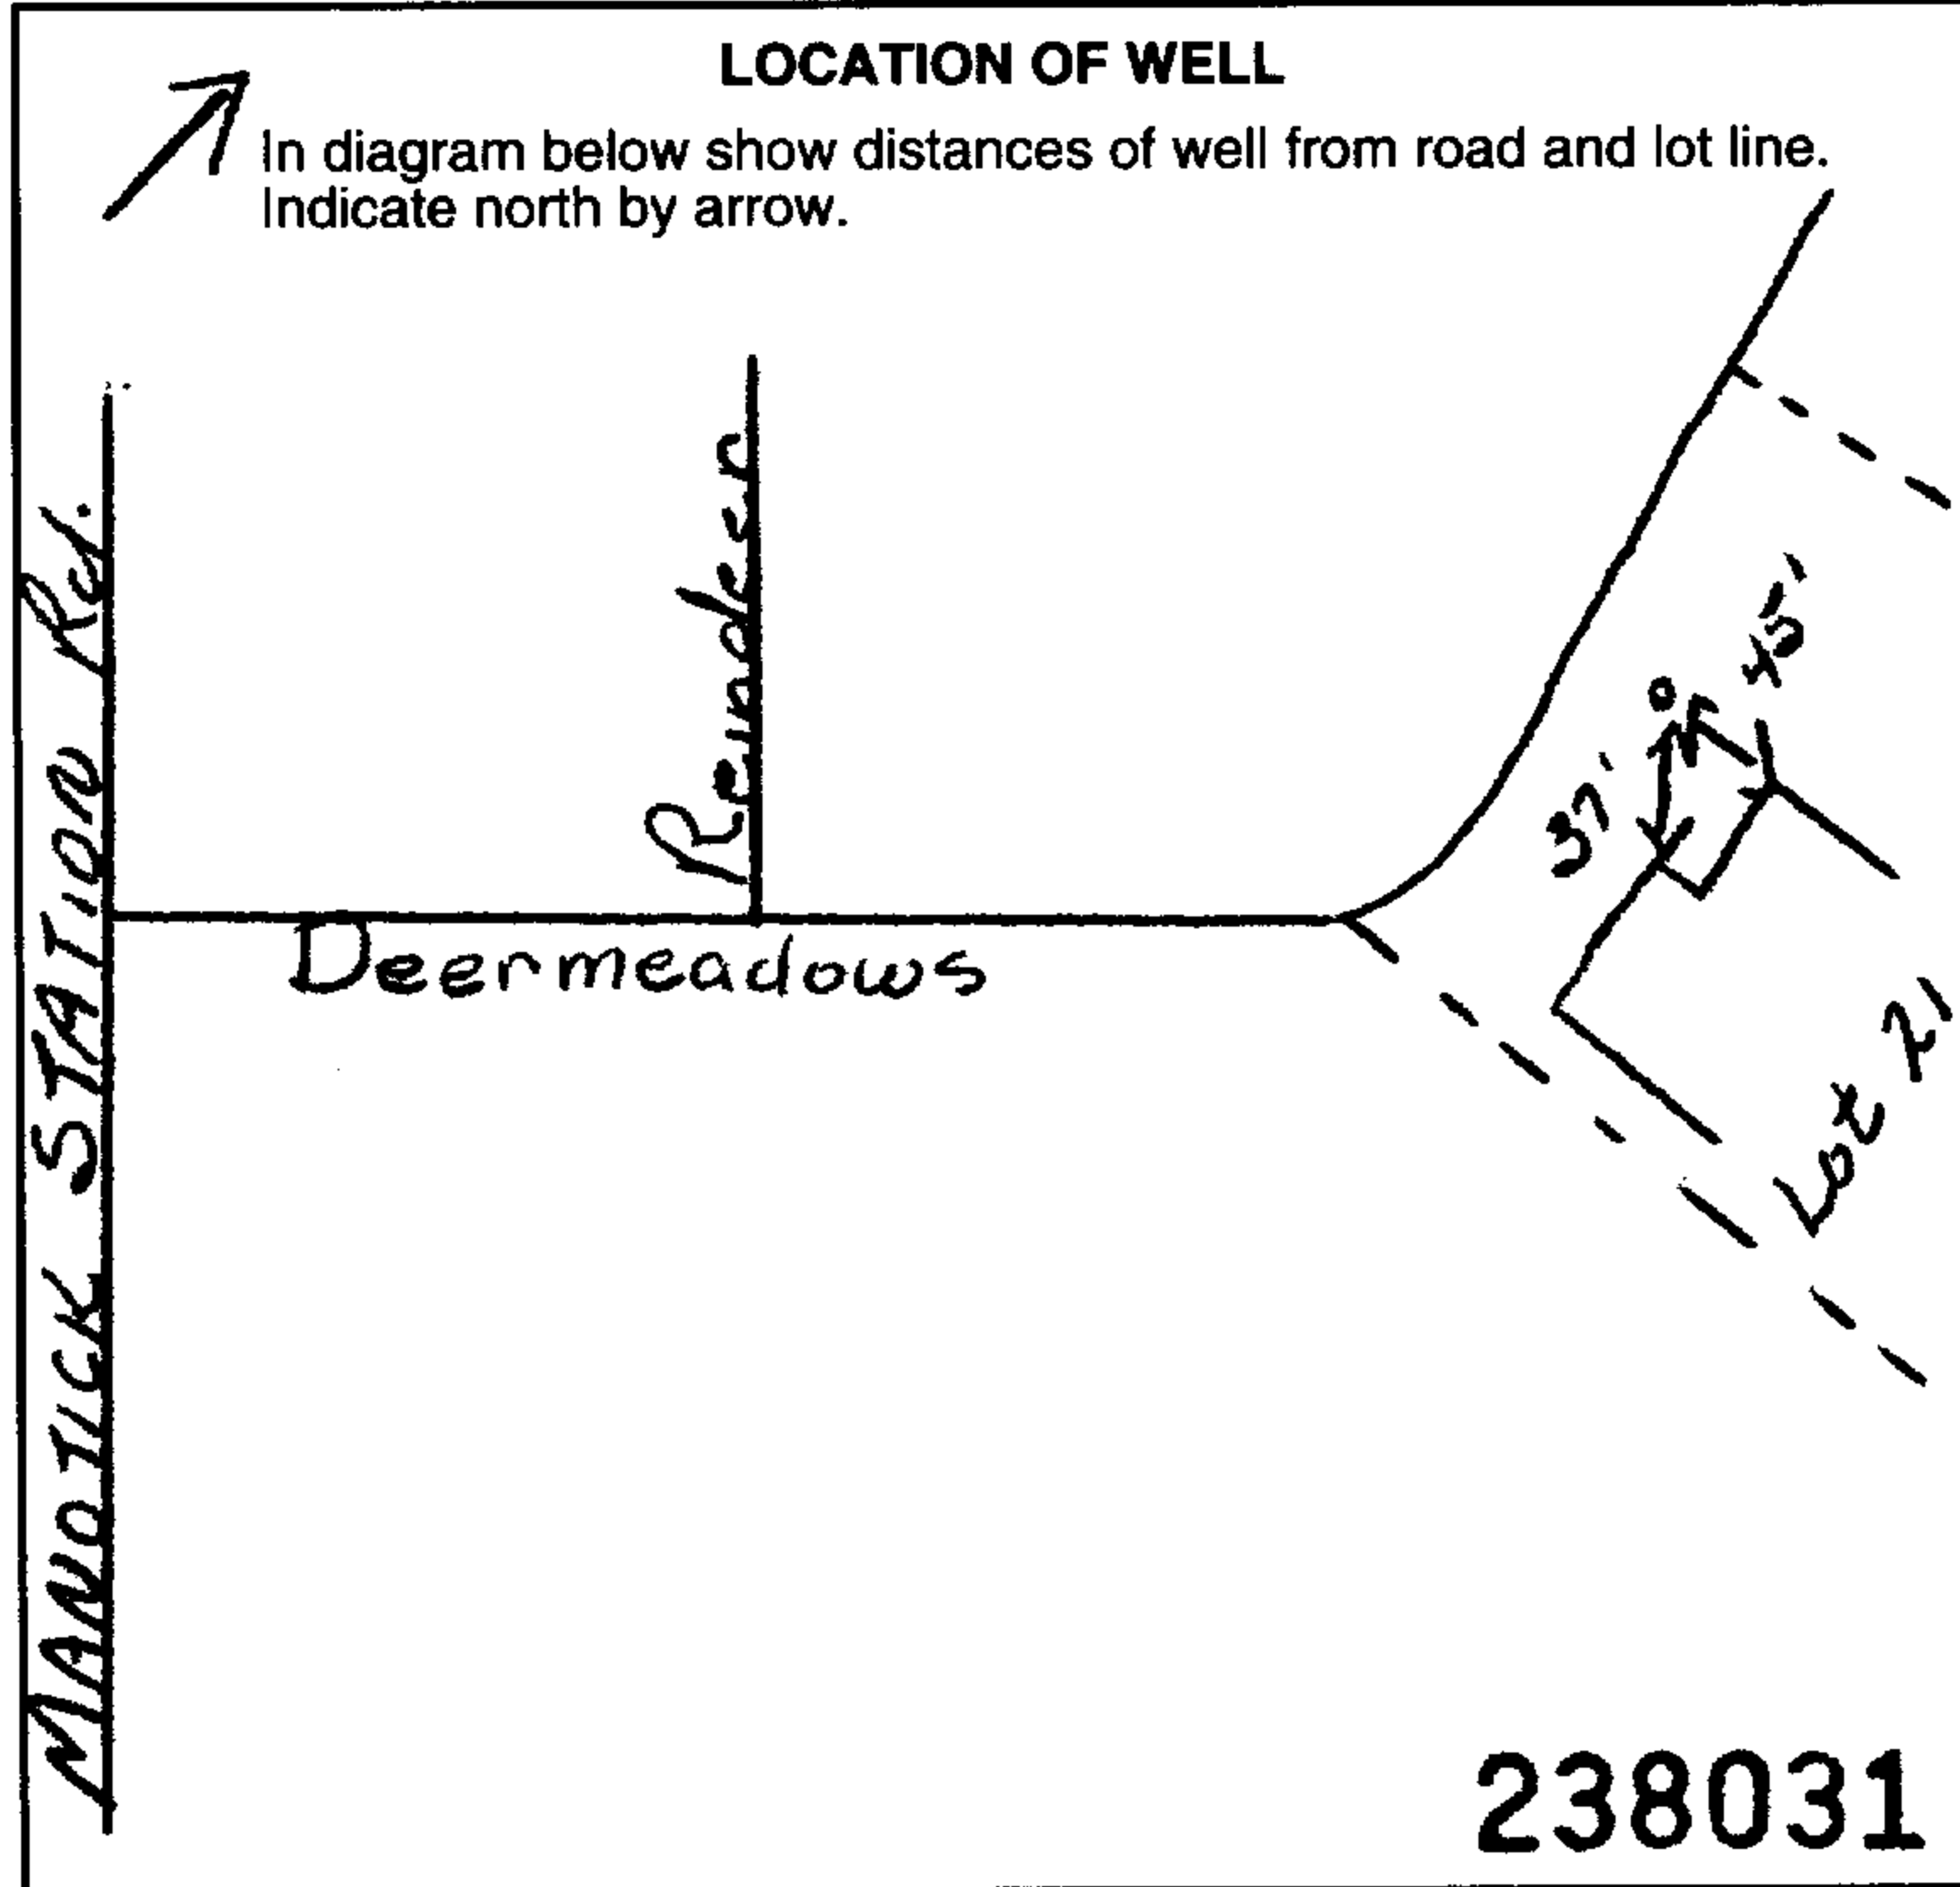 LOCATION OF WELL
In diagram below show distances of well from road and lot line.
Indicate north by arrow.
MANOTICK STATION Rd.
Deermeadows
45'
37'
Lot 21
238031